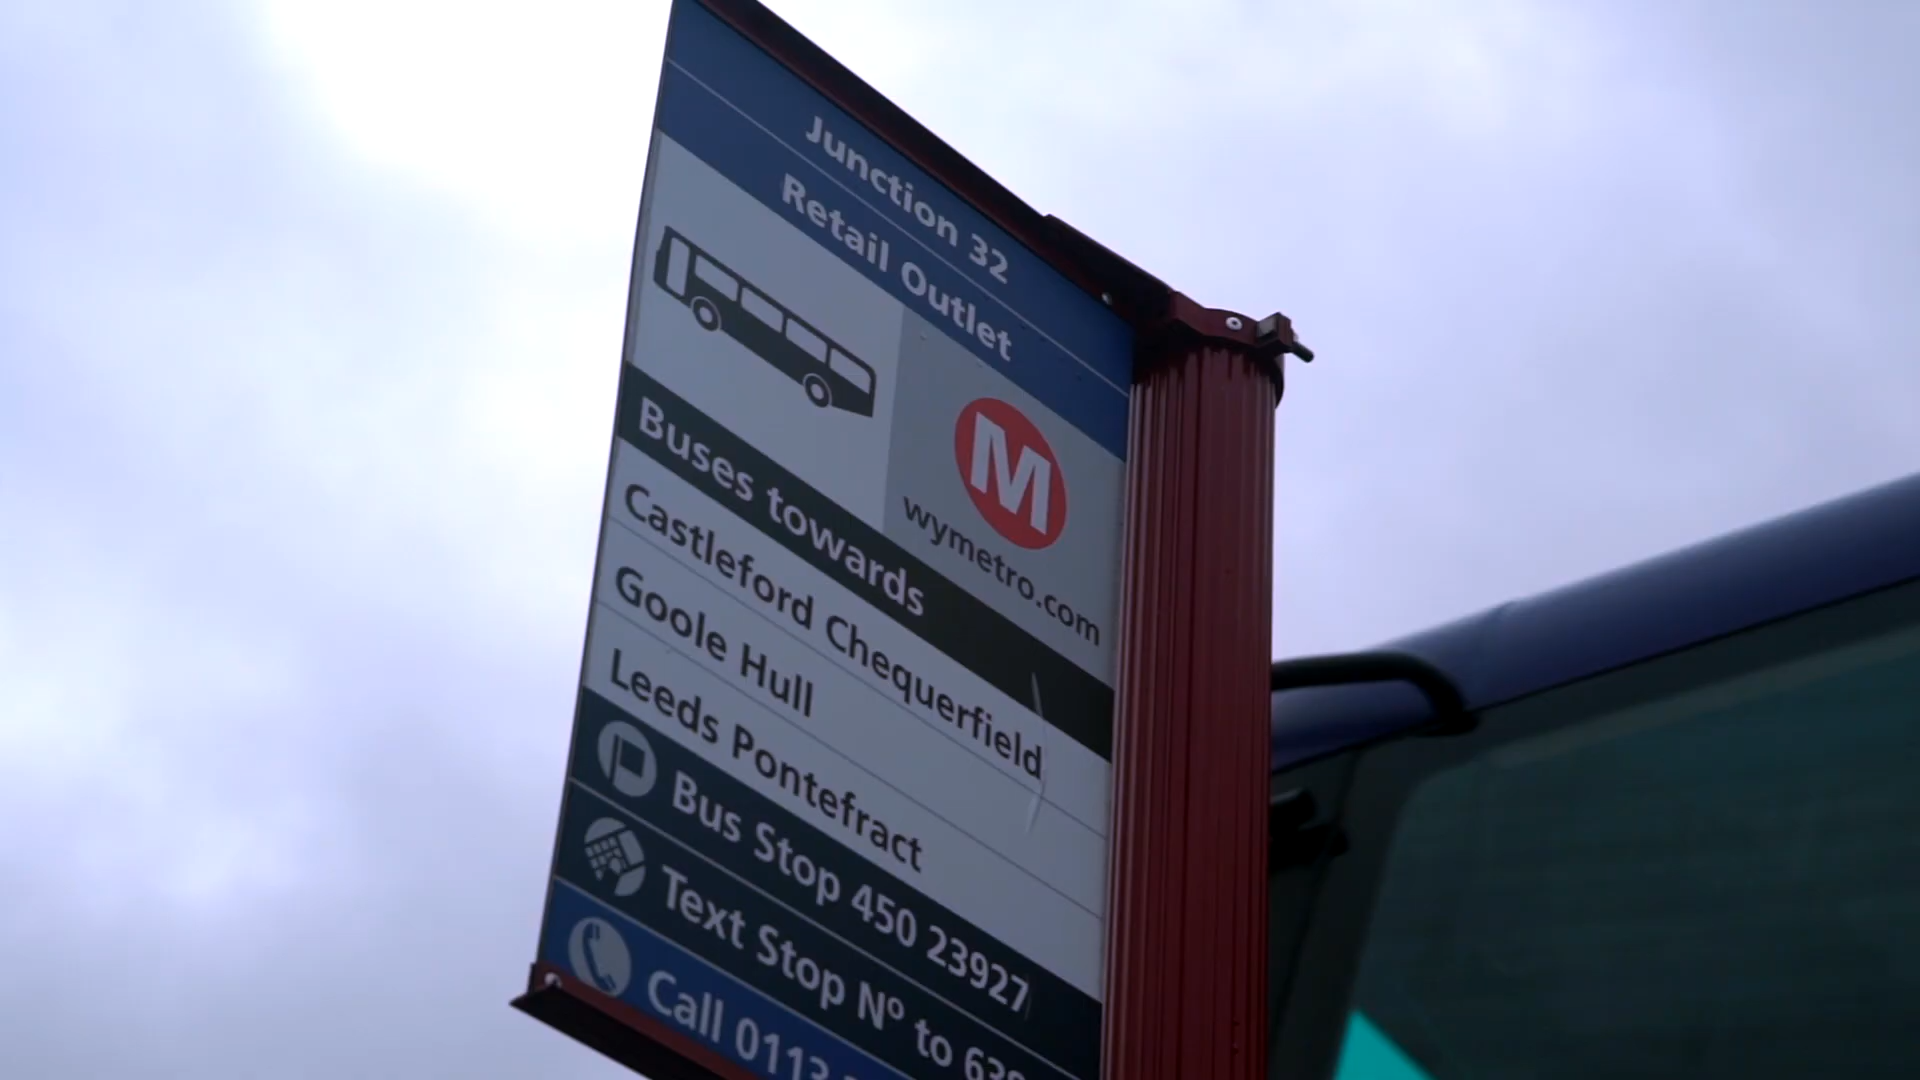 Junction 32
Retail Outlet
M
wymetro.com
Buses towards
Castleford Chequerfield
Goole Hull
Leeds Pontefract
Bus Stop 450 23927
Text Stop Nº to
Call 0113